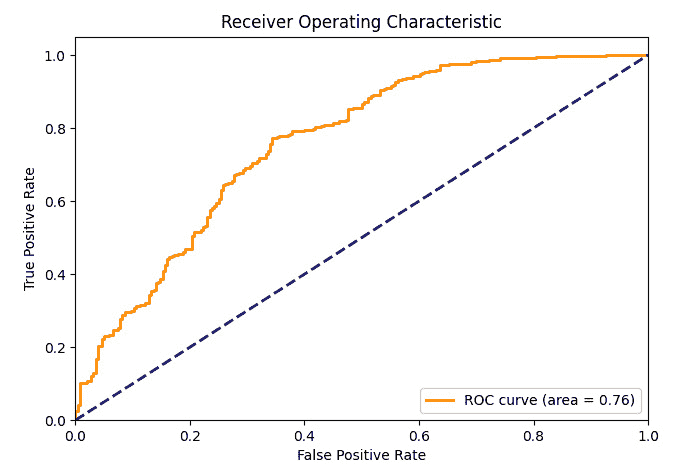 Receiver Operating Characteristic
True Positive Rate
1.0
0.8
0.6
0.4
0.2
0.0
0.0 0.2 0.4 0.6 0.8 1.0
False Positive Rate
ROC curve (area = 0.76)